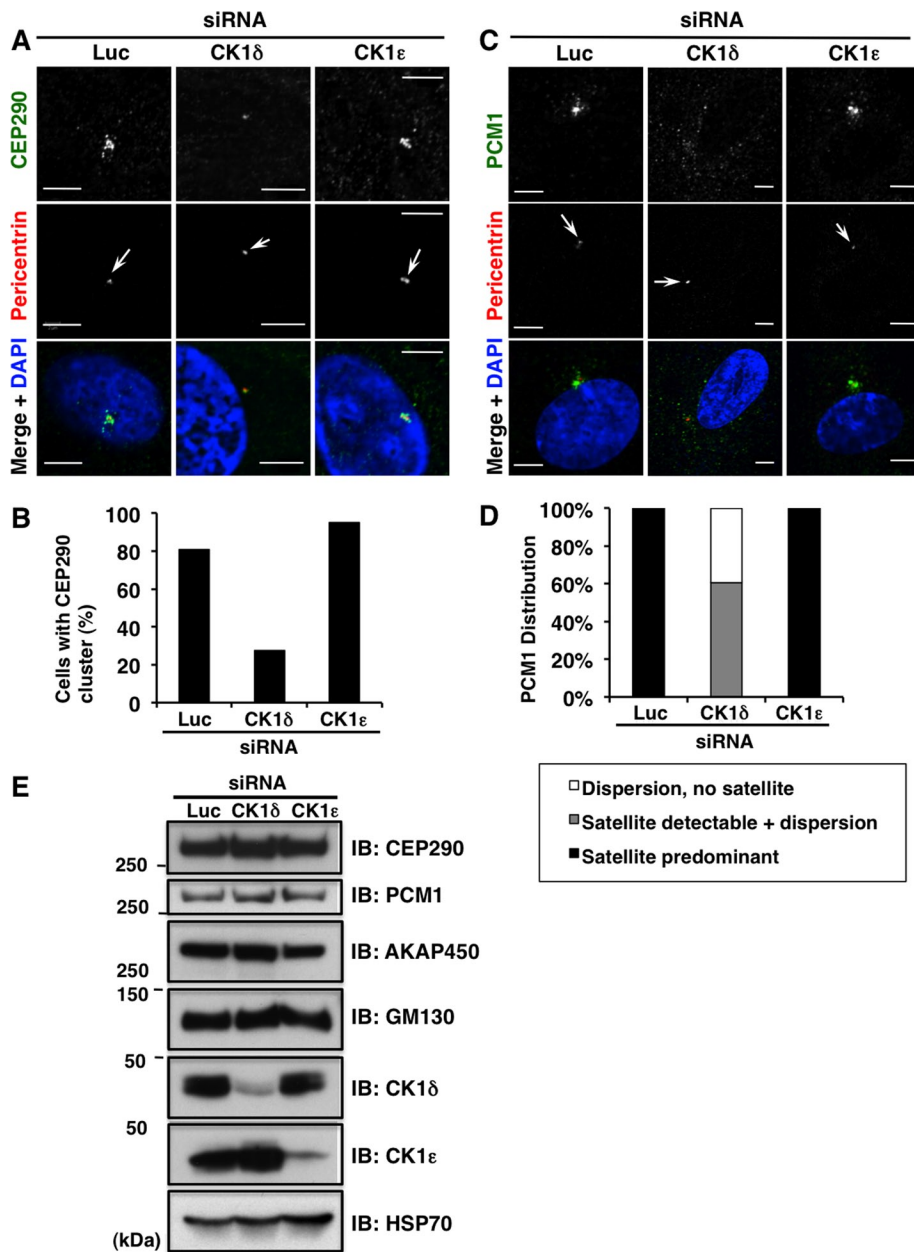 A
siRNA
Luc CK1δ CK1ε
CEP290
Pericentrin
Merge + DAPI
C
siRNA
Luc CK1δ CK1ε
PCM1
Pericentrin
Merge + DAPI
B
Cells with CEP290
cluster (%)
100
80
60
40
20
0
Luc CK1δ CK1ε
siRNA
D
PCM1 Distribution
100%
80%
60%
40%
20%
0%
Luc CK1δ CK1ε
siRNA
Dispersion, no satellite
Satellite detectable + dispersion
Satellite predominant
E
siRNA
Luc CK1δ CK1ε
250 IB: CEP290
250 IB: PCM1
250 IB: AKAP450
150 IB: GM130
50 IB: CK1δ
50 IB: CK1ε
(kDa) IB: HSP70